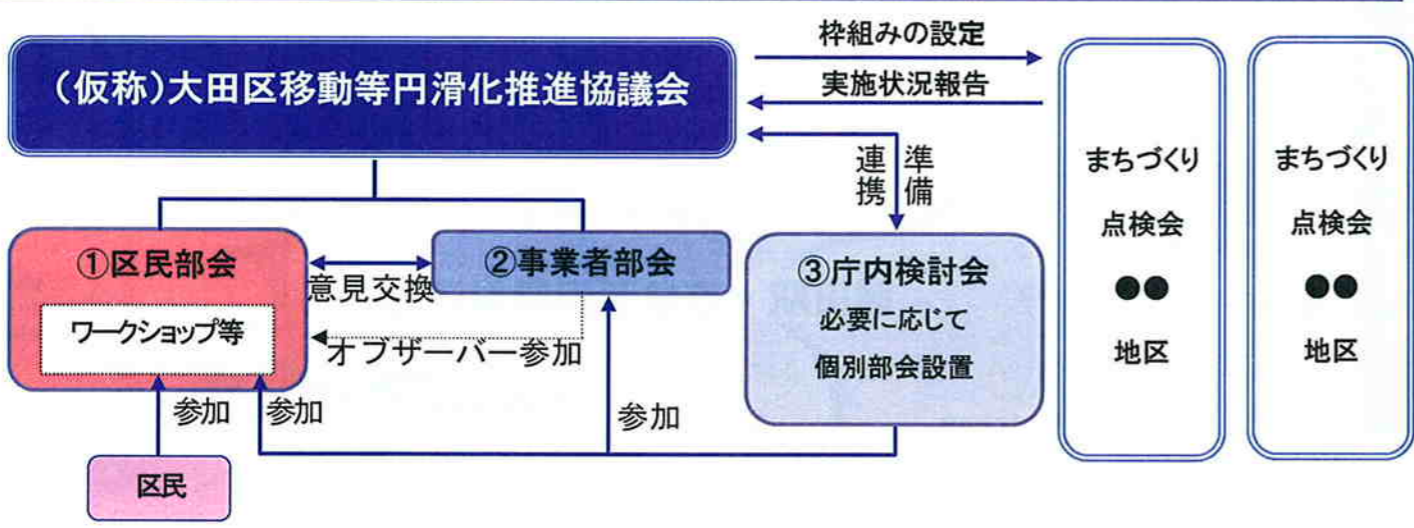 (仮称)大田区移動等円滑化推進協議会
枠組みの設定
実施状況報告
連携
準備
①区民部会
ワークショップ等
意見交換
②事業者部会
オブザーバー参加
③庁内検討会
必要に応じて
個別部会設置
参加
参加
参加
区民
まちづくり
点検会
●●
地区
まちづくり
点検会
●●
地区